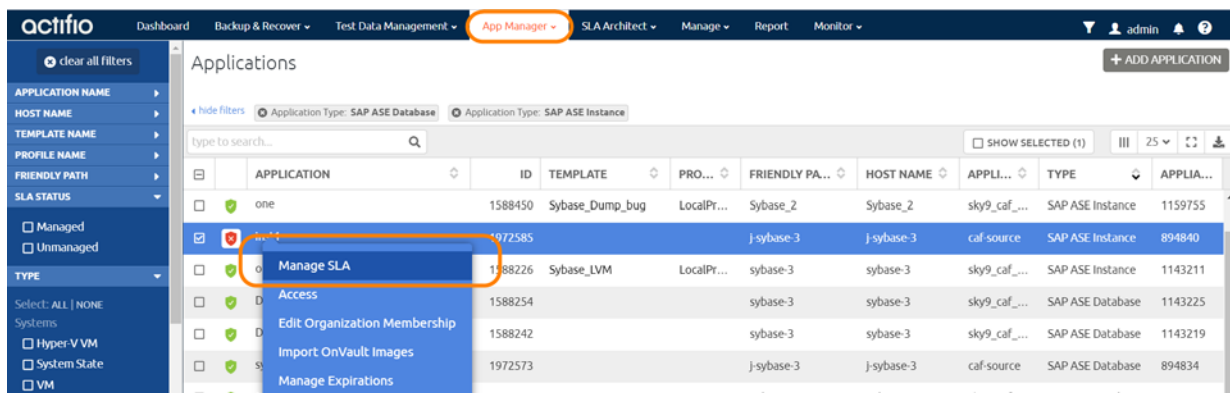 actifio Dashboard Backup & Recover Test Data Management App Manager SLA Architect Manage Report Monitor admin
clear all filters
Applications
+ ADD APPLICATION
APPLICATION NAME
HOST NAME
hide filters Application Type: SAP ASE Database Application Type: SAP ASE Instance
TEMPLATE NAME
type to search... SHOW SELECTED (1) 25
PROFILE NAME
FRIENDLY PATH
APPLICATION ID TEMPLATE PRO... FRIENDLY PA... HOST NAME APPLI... TYPE APPLIA...
SLA STATUS
one 1588450 Sybase_Dump_bug LocalPr... Sybase_2 Sybase_2 sky9_caf_... SAP ASE Instance 1159755
Managed
1972585 j-sybase-3 j-sybase-3 caf-source SAP ASE Instance 894840
Unmanaged
Manage SLA
1588226 Sybase_LVM LocalPr... sybase-3 sybase-3 sky9_caf_... SAP ASE Instance 1143211
TYPE
Access
D 1588254 sybase-3 sybase-3 sky9_caf_... SAP ASE Database 1143225
Select: ALL | NONE
Systems
Edit Organization Membership
D 1588242 sybase-3 sybase-3 sky9_caf_... SAP ASE Database 1143219
Hyper-V VM
Import OnVault Images
System State
sy 1972573 j-sybase-3 j-sybase-3 caf-source SAP ASE Database 894834
Manage Expirations
VM